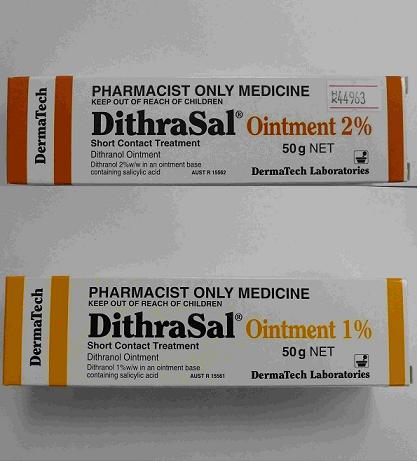 DermaTech
PHARMACIST ONLY MEDICINE
KEEP OUT OF REACH OF CHILDREN
R44963
DithraSal® Ointment 2%
Short Contact Treatment
50g NET
Dithranol Ointment
Dithranol 2%w/w in an ointment base
containing salicylic acid
AUST R 15562
DermaTech Laboratories
DermaTech
PHARMACIST ONLY MEDICINE
KEEP OUT OF REACH OF CHILDREN
DithraSal® Ointment 1%
Short Contact Treatment
50g NET
Dithranol Ointment
Dithranol 1%w/w in an ointment base
containing salicylic acid
AUST R 15561
DermaTech Laboratories